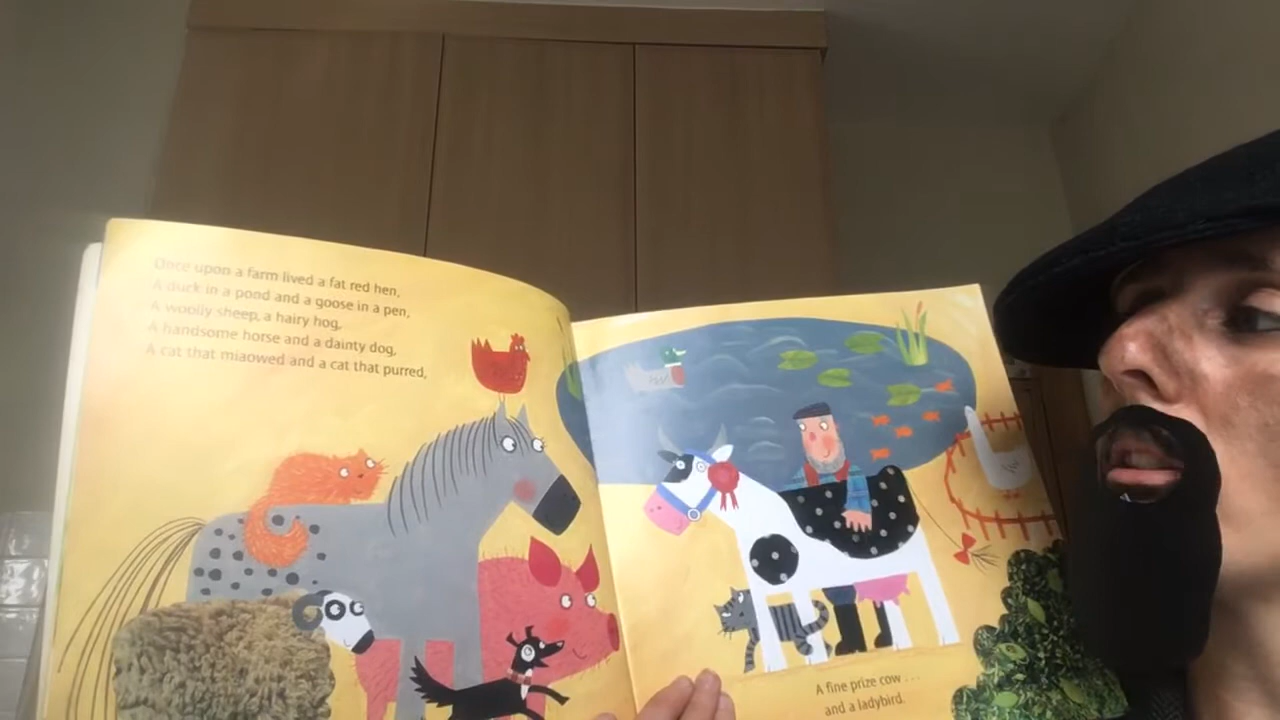 Once upon a farm lived a fat red hen,
A duck in a pond and a goose in a pen,
A woolly sheep, a hairy hog,
A handsome horse and a dainty dog,
A cat that miaowed and a cat that purred,
A fine prize cow ...
and a ladybird.